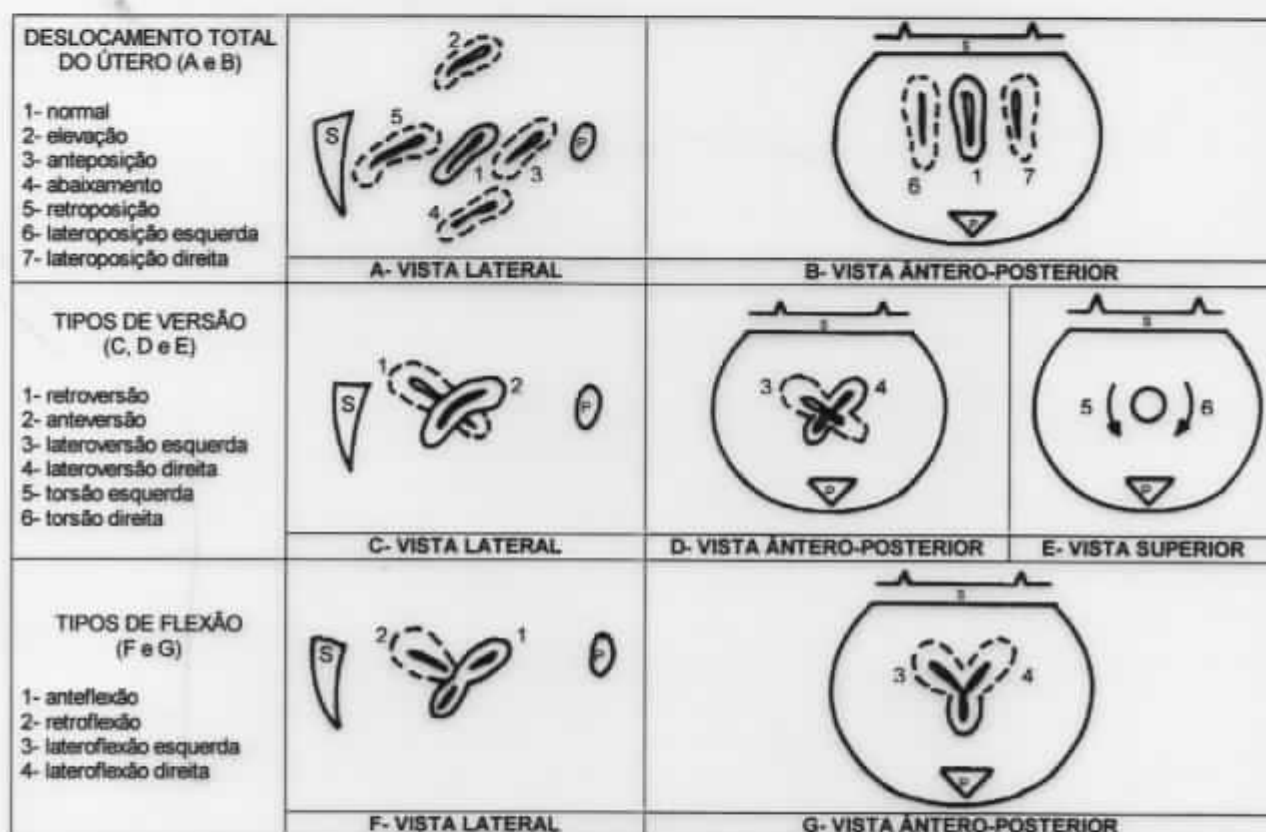 DESLOCAMENTO TOTAL
DO ÚTERO (A e B)
1- normal
2- elevação
3- anteposição
4- abaixamento
5- retroposição
6- lateroposição esquerda
7- lateroposição direita
2
S
5
1
3
P
4
A- VISTA LATERAL
s
6
1
7
P
B- VISTA ÂNTERO-POSTERIOR
TIPOS DE VERSÃO
(C, D e E)
1- retroversão
2- anteversão
3- lateroversão esquerda
4- lateroversão direita
5- torsão esquerda
6- torsão direita
S
1
2
P
C- VISTA LATERAL
s
3
4
P
D- VISTA ÂNTERO-POSTERIOR
s
5
6
P
E- VISTA SUPERIOR
TIPOS DE FLEXÃO
(F e G)
1- anteflexão
2- retroflexão
3- lateroflexão esquerda
4- lateroflexão direita
S
2
1
P
F- VISTA LATERAL
s
3
4
P
G- VISTA ÂNTERO-POSTERIOR